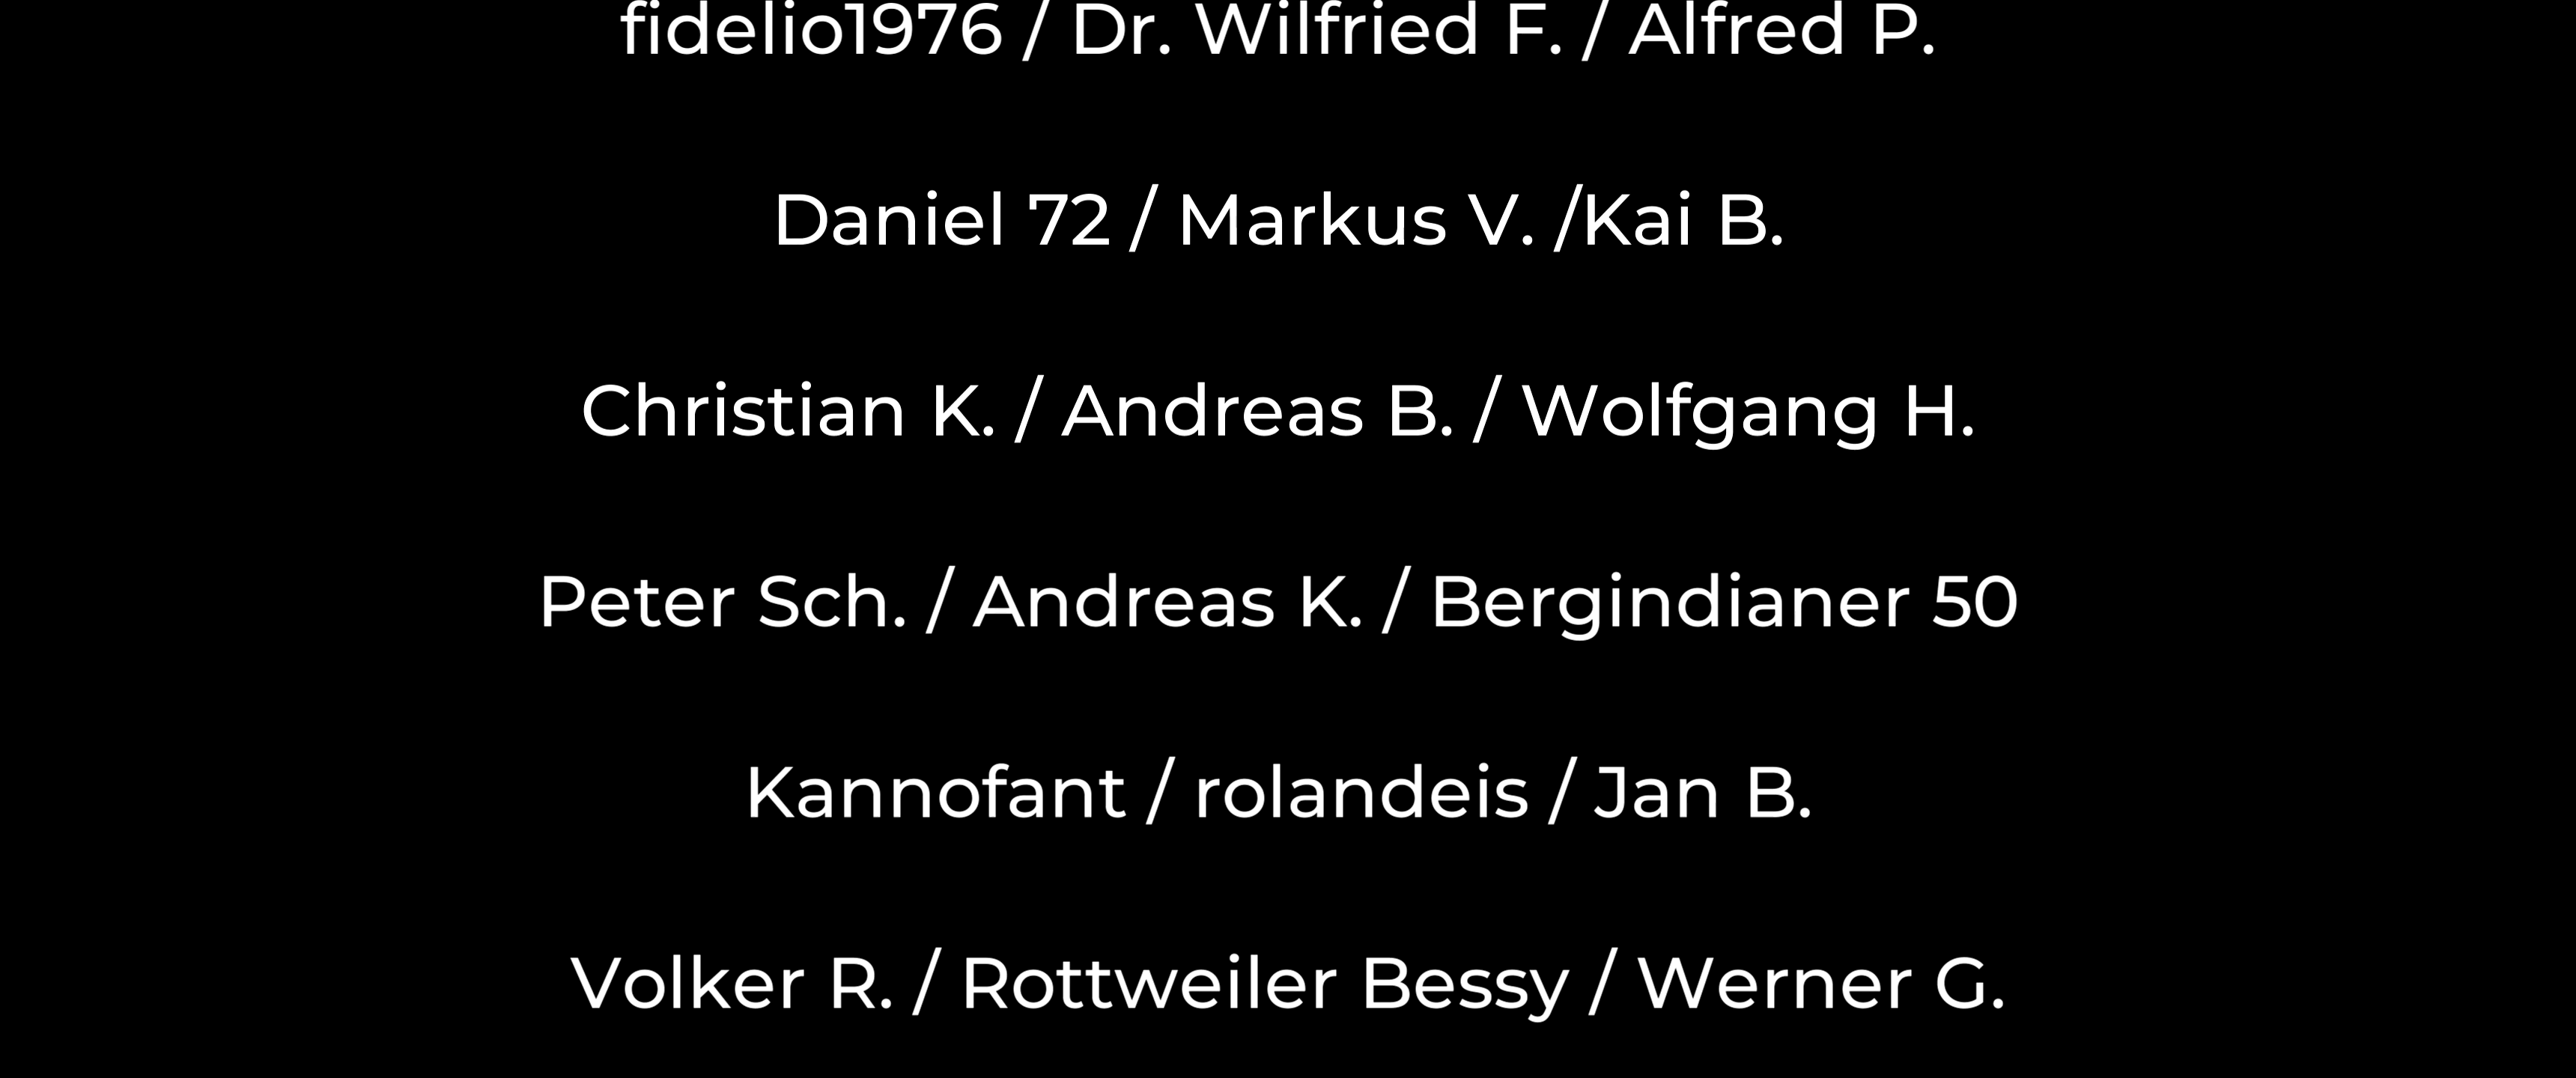 fidelio1976 / Dr. Wilfried F. / Alfred P.
Daniel 72 / Markus V. /Kai B.
Christian K. / Andreas B. / Wolfgang H.
Peter Sch. / Andreas K. / Bergindianer 50
Kannofant / rolandeis / Jan B.
Volker R. / Rottweiler Bessy / Werner G.